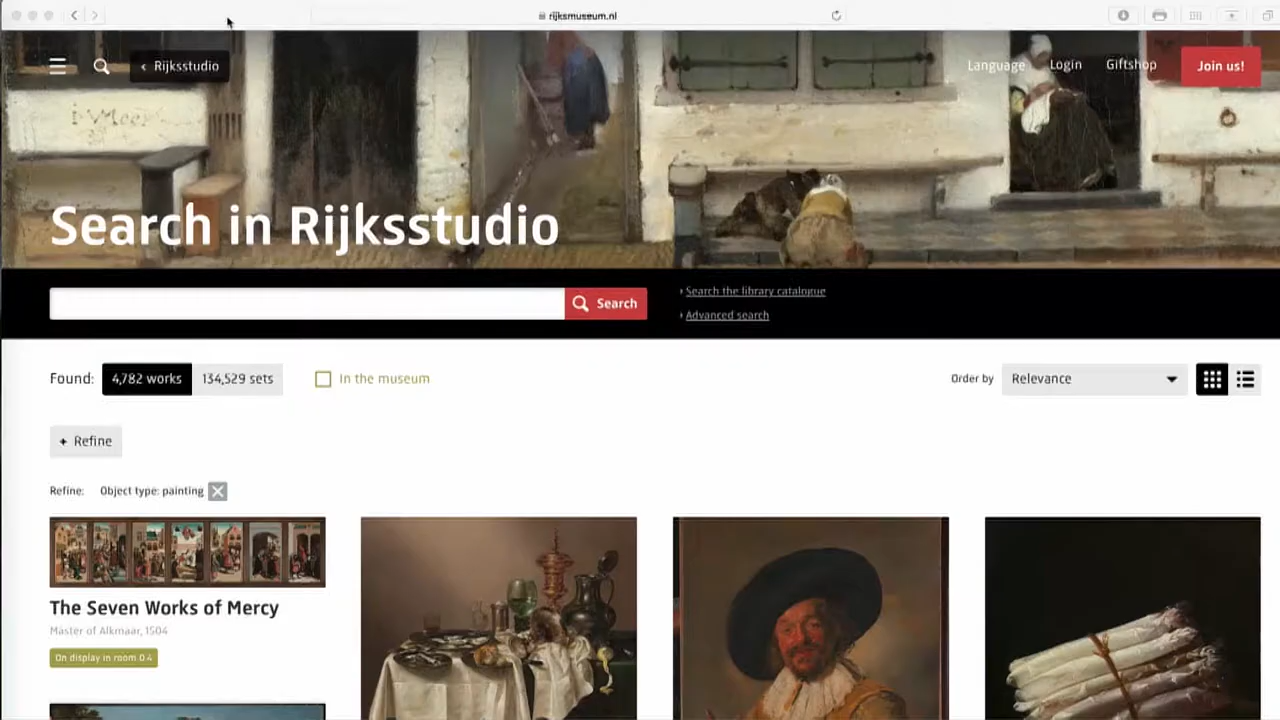 rijksmuseum.nl
Rijksstudio
Language Login Giftshop Join us!
Search in Rijksstudio
Search
Search the library catalogue
Advanced search
Found: 4,782 works 134,529 sets In the museum Order by Relevance
+ Refine
Refine: Object type: painting
The Seven Works of Mercy
Master of Alkmaar, 1504
On display in room 0.4